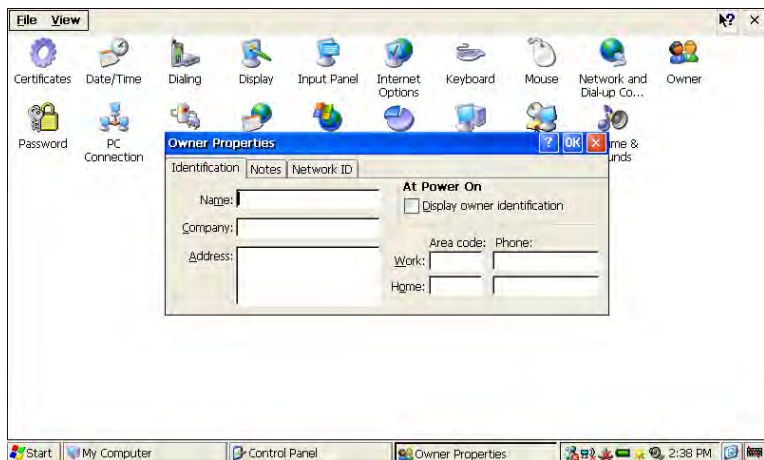 File View
Certificates Date/Time Dialing Display Input Panel Internet Options Keyboard Mouse Network and Dial-up Co... Owner
Password PC Connection
Owner Properties ? OK
Identification Notes Network ID
Name:
Company:
Address:
At Power On
Display owner identification
Area code: Phone:
Work:
Home:
Start My Computer Control Panel Owner Properties 2:38 PM